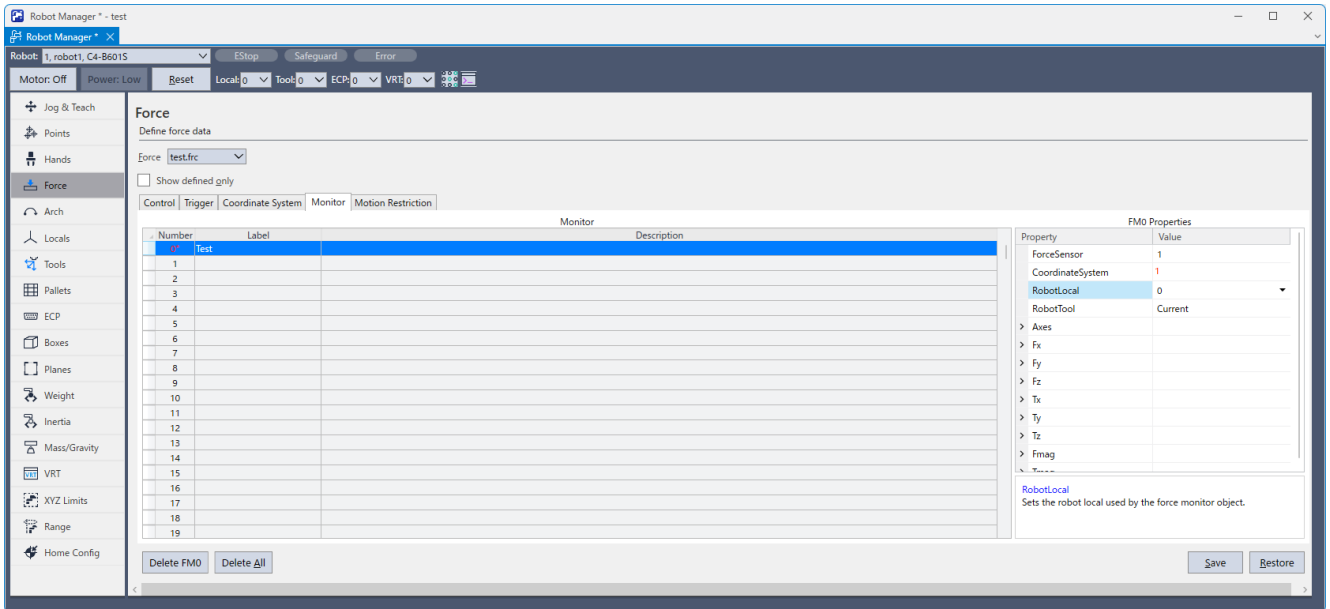 Robot Manager * - test
Robot Manager *
Robot: 1, robot1, C4-B601S EStop Safeguard Error
Motor: Off Power: Low Reset Local: 0 Tool: 0 ECP: 0 VRT: 0
Jog & Teach
Points
Hands
Force
Arch
Locals
Tools
Pallets
ECP
Boxes
Planes
Weight
Inertia
Mass/Gravity
VRT
XYZ Limits
Range
Home Config
Force
Define force data
Force test.frc
Show defined only
Control Trigger Coordinate System Monitor Motion Restriction
Monitor
Number Label Description
0* Test
1
2
3
4
5
6
7
8
9
10
11
12
13
14
15
16
17
18
19
FM0 Properties
Property Value
ForceSensor 1
CoordinateSystem 1
RobotLocal 0
RobotTool Current
Axes
Fx
Fy
Fz
Tx
Ty
Tz
Fmag
RobotLocal
Sets the robot local used by the force monitor object.
Delete FM0 Delete All Save Restore